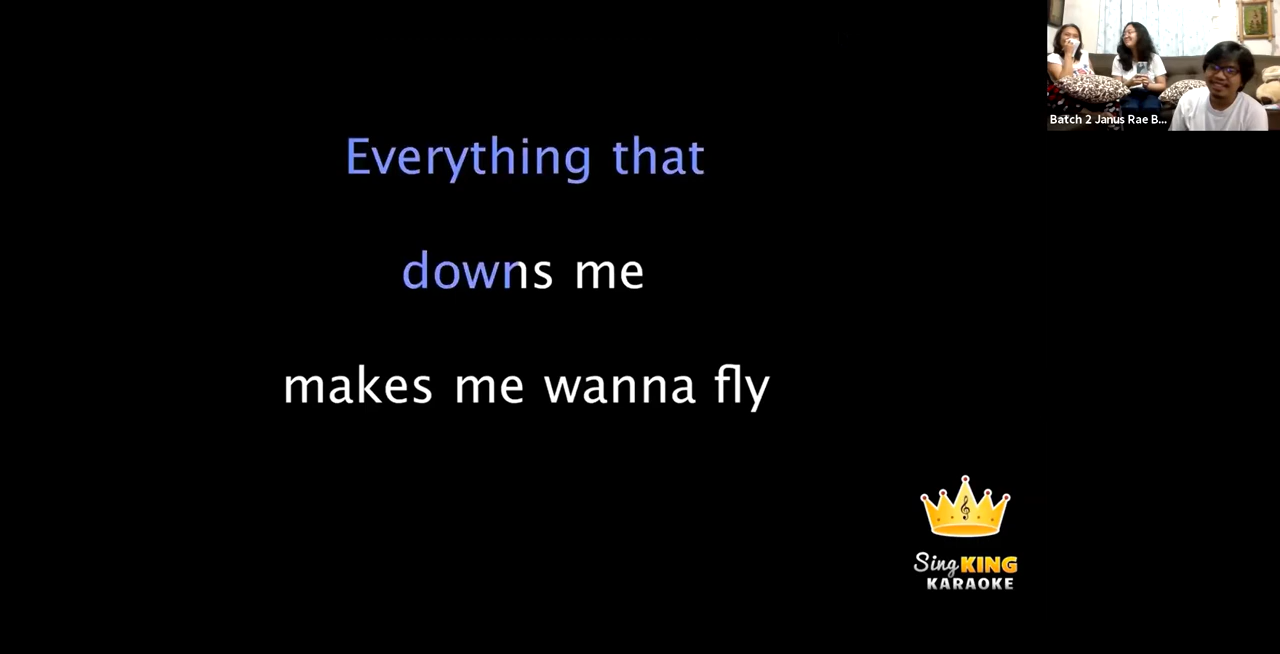 Batch 2 Janus Rae B...
Everything that
downs me
makes me wanna fly
Sing KING
KARAOKE